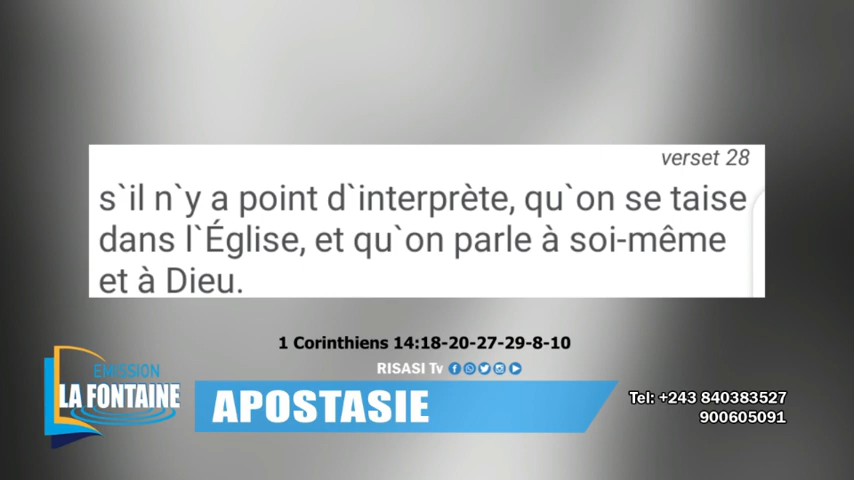 verset 28
s`il n`y a point d`interprète, qu`on se taise
dans l`Église, et qu`on parle à soi-même
et à Dieu.
1 Corinthiens 14:18-20-27-29-8-10
RISASI Tv
EMISSION
LA FONTAINE
APOSTASIE
Tel: +243 840383527
900605091